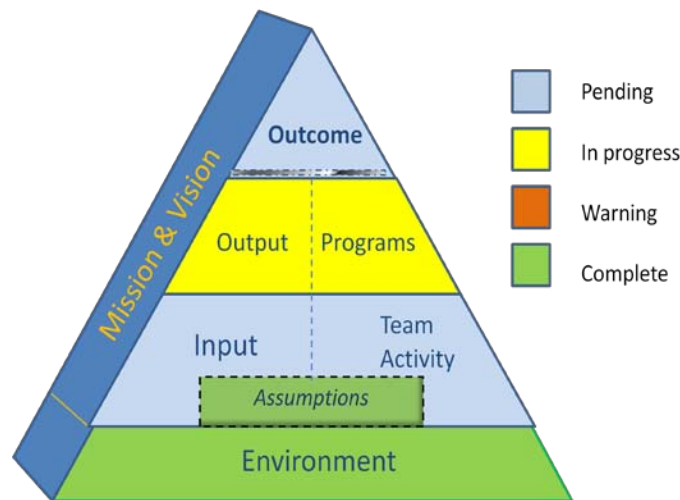 Mission & Vision
Outcome
Output
Programs
Input
Team
Activity
Assumptions
Environment
Pending
In progress
Warning
Complete